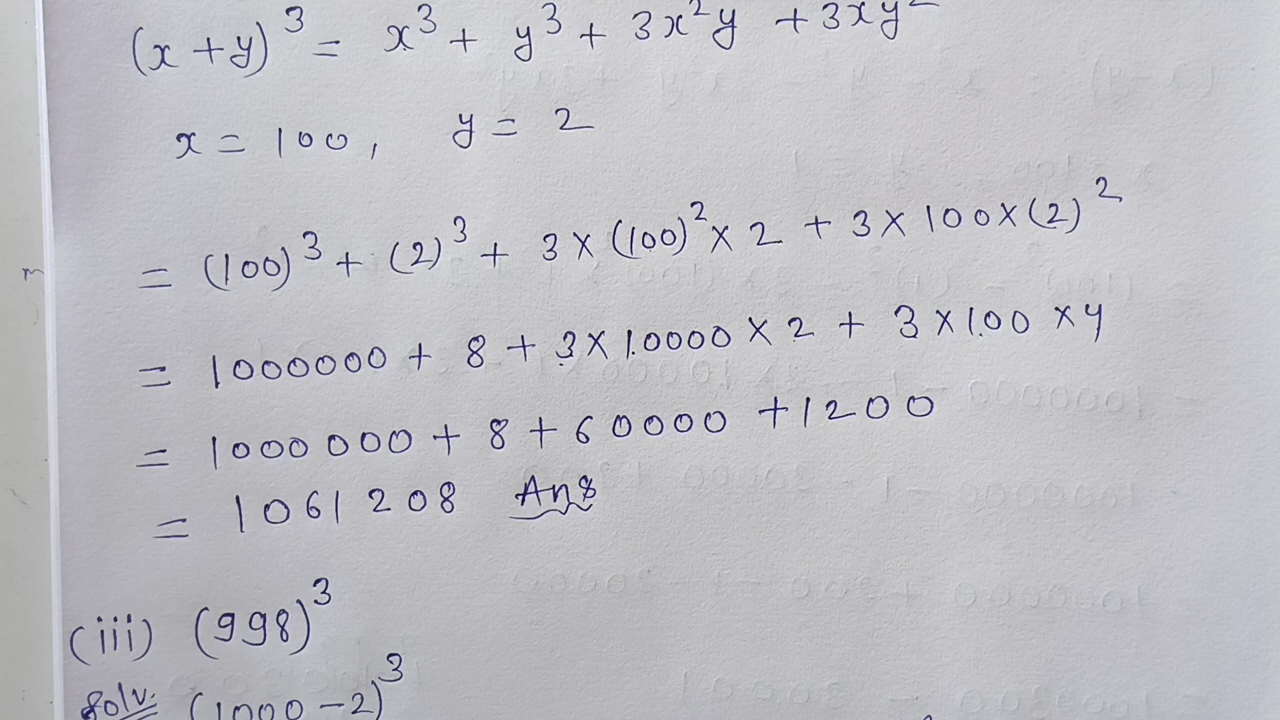 (x+y)³ = x³ + y³ + 3x²y + 3xy²
x = 100, y = 2
= (100)³ + (2)³ + 3×(100)²×2 + 3×100×(2)²
= 1000000 + 8 + 3×10000×2 + 3×100×4
= 1000000 + 8 + 60000 + 1200
= 1061208 Ans
(iii) (998)³
Solv. (1000-2)³